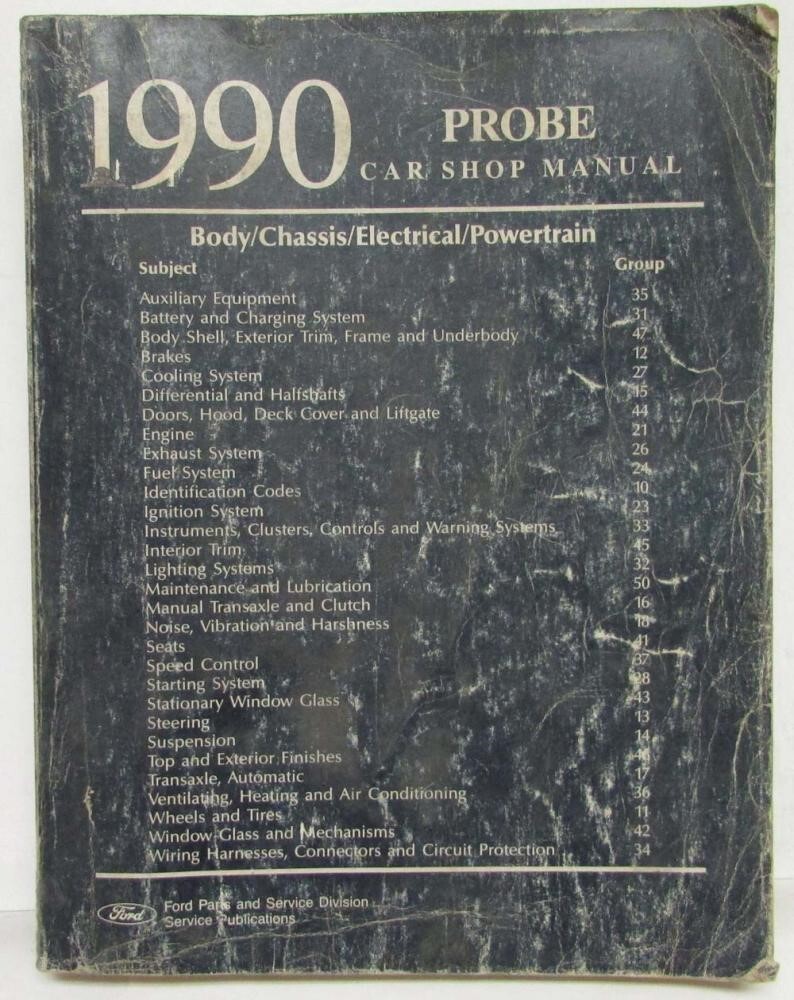 1990
PROBE
CAR SHOP MANUAL
Body/Chassis/Electrical/Powertrain
Subject Group
Auxiliary Equipment 35
Battery and Charging System 31
Body Shell, Exterior Trim, Frame and Underbody 47
Brakes 12
Cooling System 27
Differential and Halfshafts 15
Doors, Hood, Deck Cover and Liftgate 44
Engine 21
Exhaust System 26
Fuel System 24
Identification Codes 10
Ignition System 23
Instruments, Clusters, Controls and Warning Systems 33
Interior Trim 45
Lighting Systems 32
Maintenance and Lubrication 50
Manual Transaxle and Clutch 16
Noise, Vibration and Harshness 18
Seats 41
Speed Control 37
Starting System 28
Stationary Window Glass 43
Steering 13
Suspension 14
Top and Exterior Finishes
Transaxle, Automatic 17
Ventilating, Heating and Air Conditioning 36
Wheels and Tires 11
Window Glass and Mechanisms 42
Wiring Harnesses, Connectors and Circuit Protection 34
Ford
Ford Parts and Service Division
Service Publications